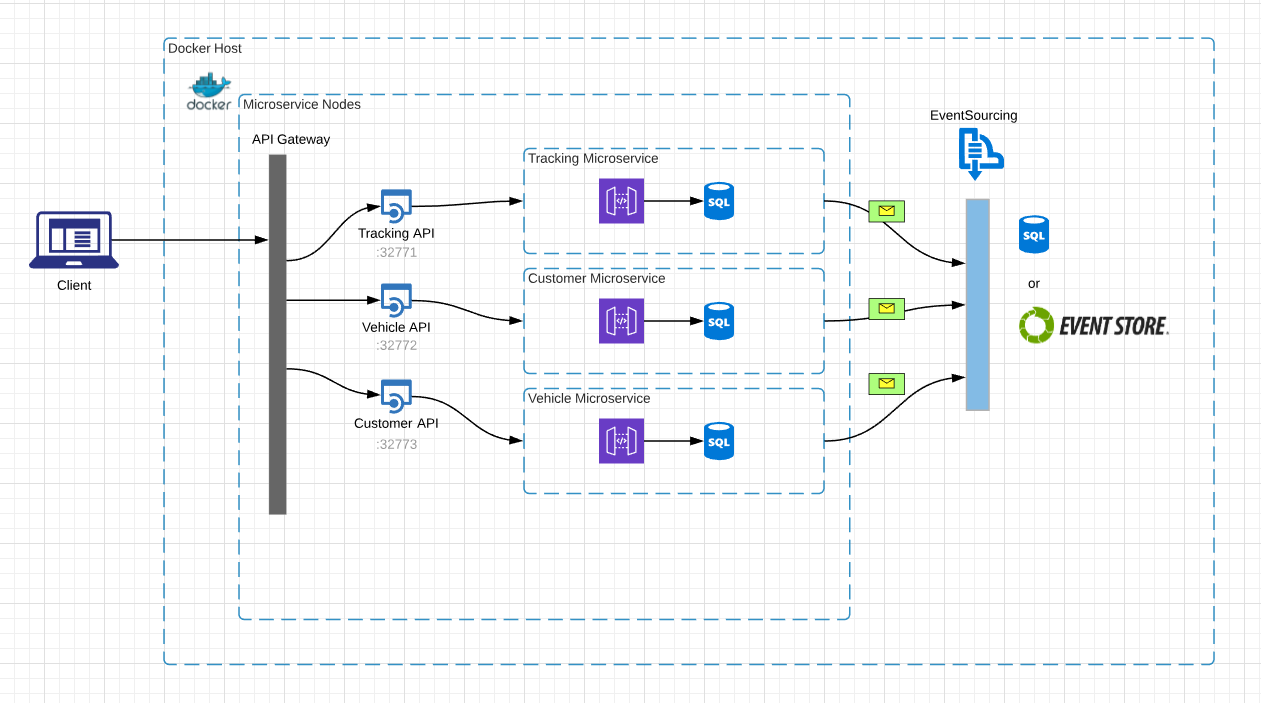 Docker Host
docker
Microservice Nodes
API Gateway
EventSourcing
Tracking Microservice
SQL
Tracking API
:32771
Client
SQL
or
EVENT STORE.
Customer Microservice
SQL
Vehicle API
:32772
Vehicle Microservice
SQL
Customer API
:32773